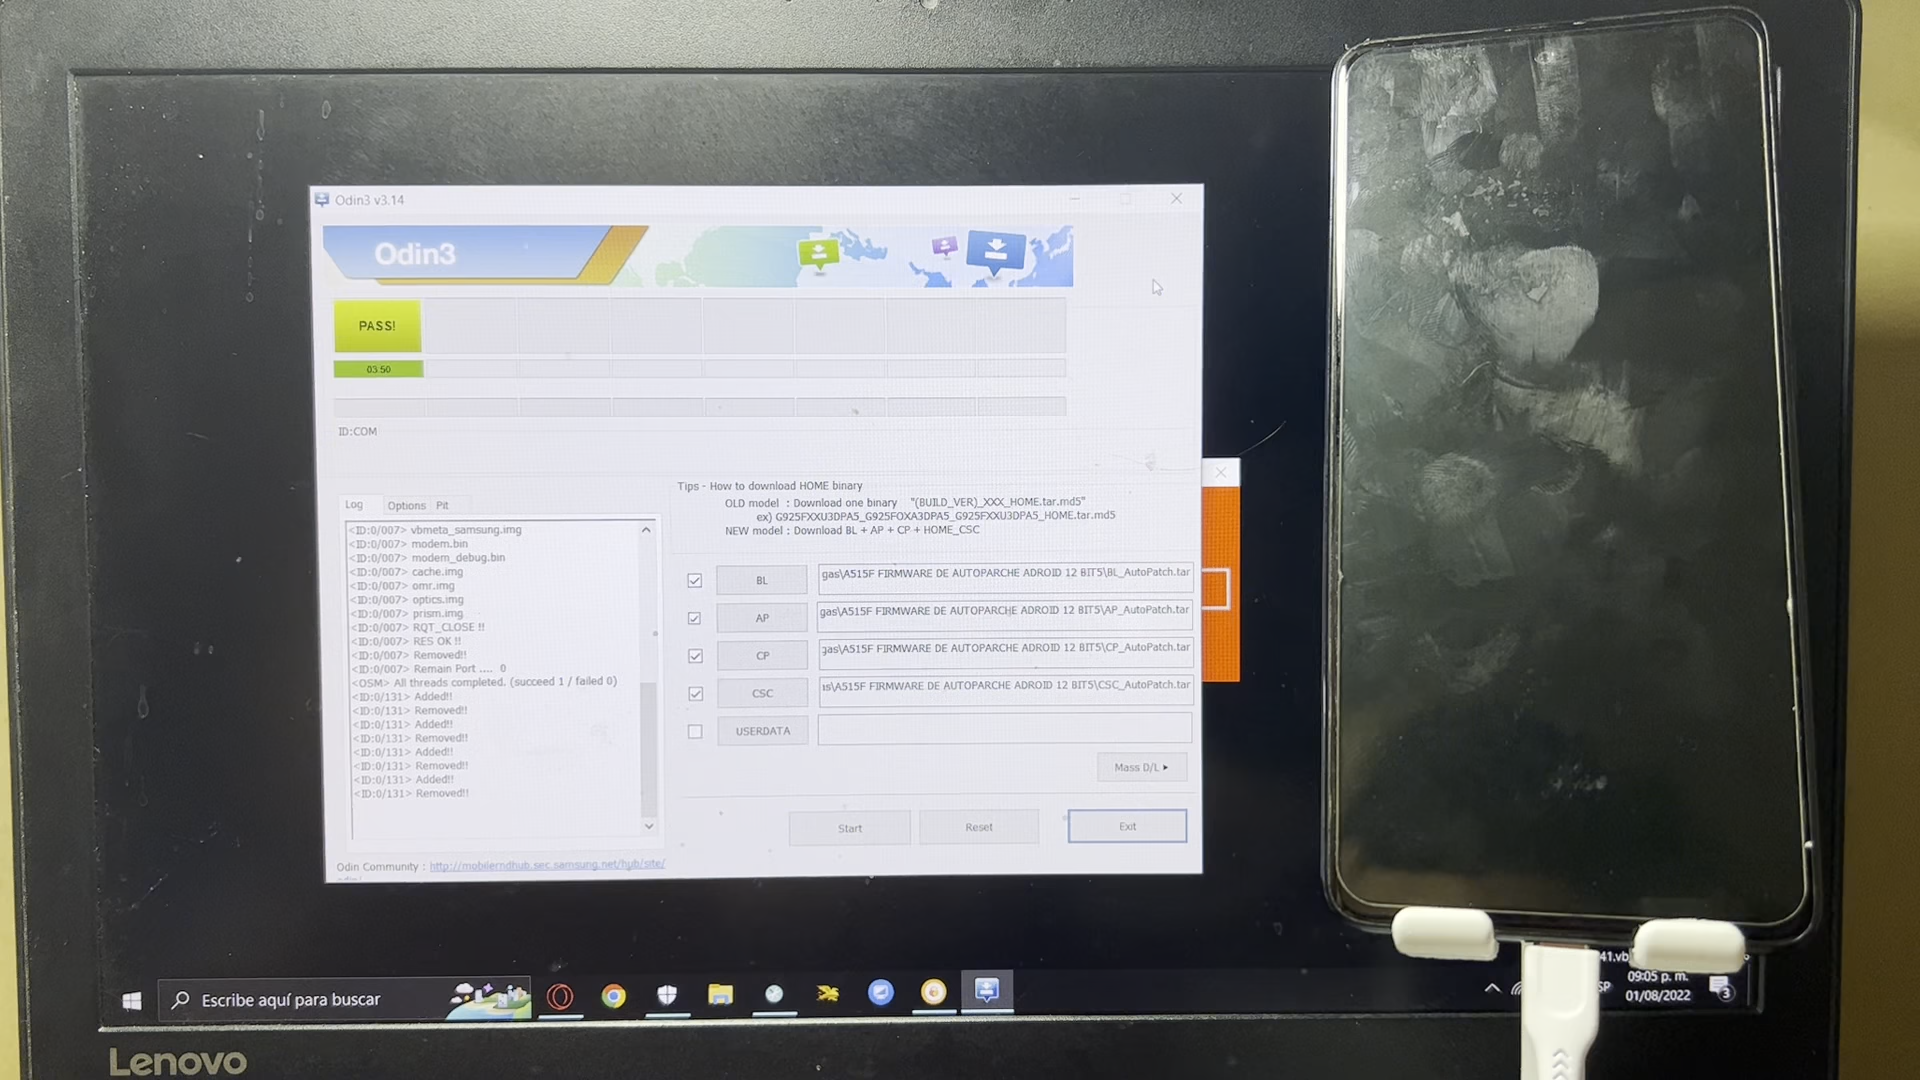 Odin3 v3.14
Odin3
PASS!
03:50
ID:COM
Log
Options
Pit
<ID:0/007> vbmeta_samsung.img
<ID:0/007> modem.bin
<ID:0/007> modem_debug.bin
<ID:0/007> cache.img
<ID:0/007> omr.img
<ID:0/007> optics.img
<ID:0/007> prism.img
<ID:0/007> RQT_CLOSE !!
<ID:0/007> RES OK !!
<ID:0/007> Removed!!
<ID:0/007> Remain Port .... 0
<OSM> All threads completed. (succeed 1 / failed 0)
<ID:0/131> Added!!
<ID:0/131> Removed!!
<ID:0/131> Added!!
<ID:0/131> Removed!!
<ID:0/131> Added!!
<ID:0/131> Removed!!
<ID:0/131> Added!!
<ID:0/131> Removed!!
Tips - How to download HOME binary
OLD model : Download one binary "(BUILD_VER)_XXX_HOME.tar.md5"
ex) G925FXXU3DPA5_G925FOXA3DPA5_G925FXXU3DPA5_HOME.tar.md5
NEW model : Download BL + AP + CP + HOME_CSC
BL gas\A515F FIRMWARE DE AUTOPARCHE ADROID 12 BIT5\BL_AutoPatch.tar
AP gas\A515F FIRMWARE DE AUTOPARCHE ADROID 12 BIT5\AP_AutoPatch.tar
CP gas\A515F FIRMWARE DE AUTOPARCHE ADROID 12 BIT5\CP_AutoPatch.tar
CSC is\A515F FIRMWARE DE AUTOPARCHE ADROID 12 BIT5\CSC_AutoPatch.tar
USERDATA
Mass D/L
Start
Reset
Exit
Odin Community : http://mobilerndhub.sec.samsung.net/hub/site/
41.vb
Escribe aquí para buscar
SP
09:05 p. m.
01/08/2022
3
Lenovo